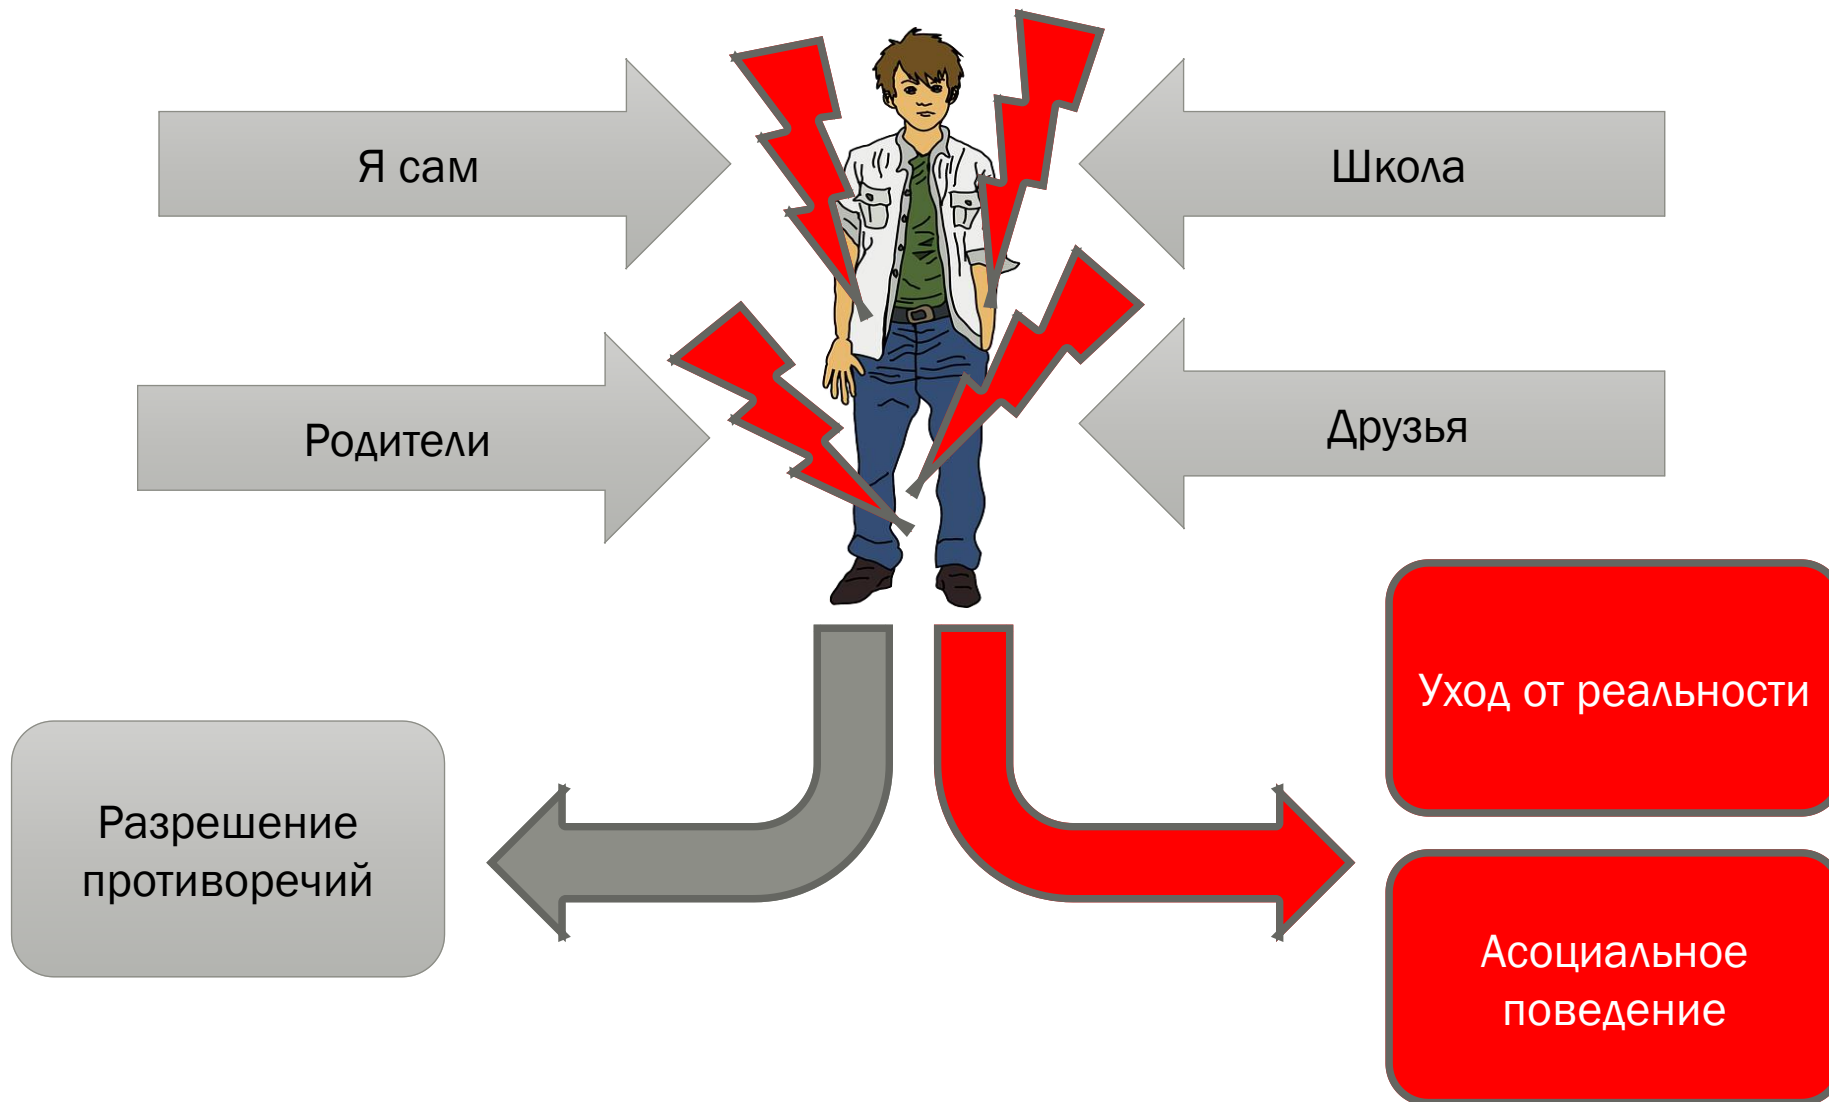 Я сам
Школа
Родители
Друзья
Уход от реальности
Разрешение
противоречий
Асоциальное
поведение